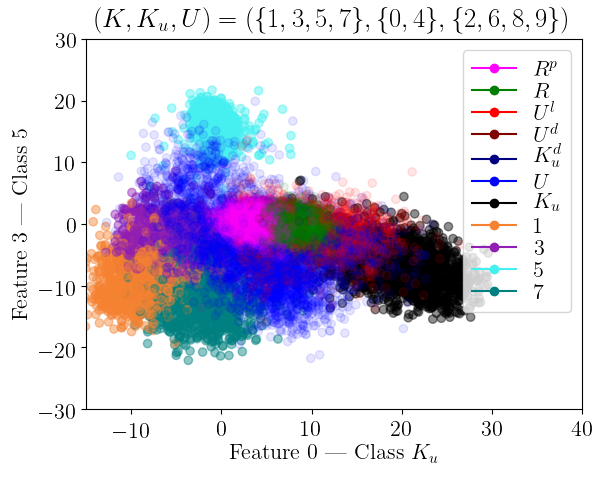 (K, K_u, U) = ({1, 3, 5, 7}, {0, 4}, {2, 6, 8, 9})
30
20
10
0
−10
−20
−30
Feature 3 — Class 5
R^p
R
U^l
U^d
K_u^d
U
K_u
1
3
5
7
−10
0
10
20
30
40
Feature 0 — Class K_u